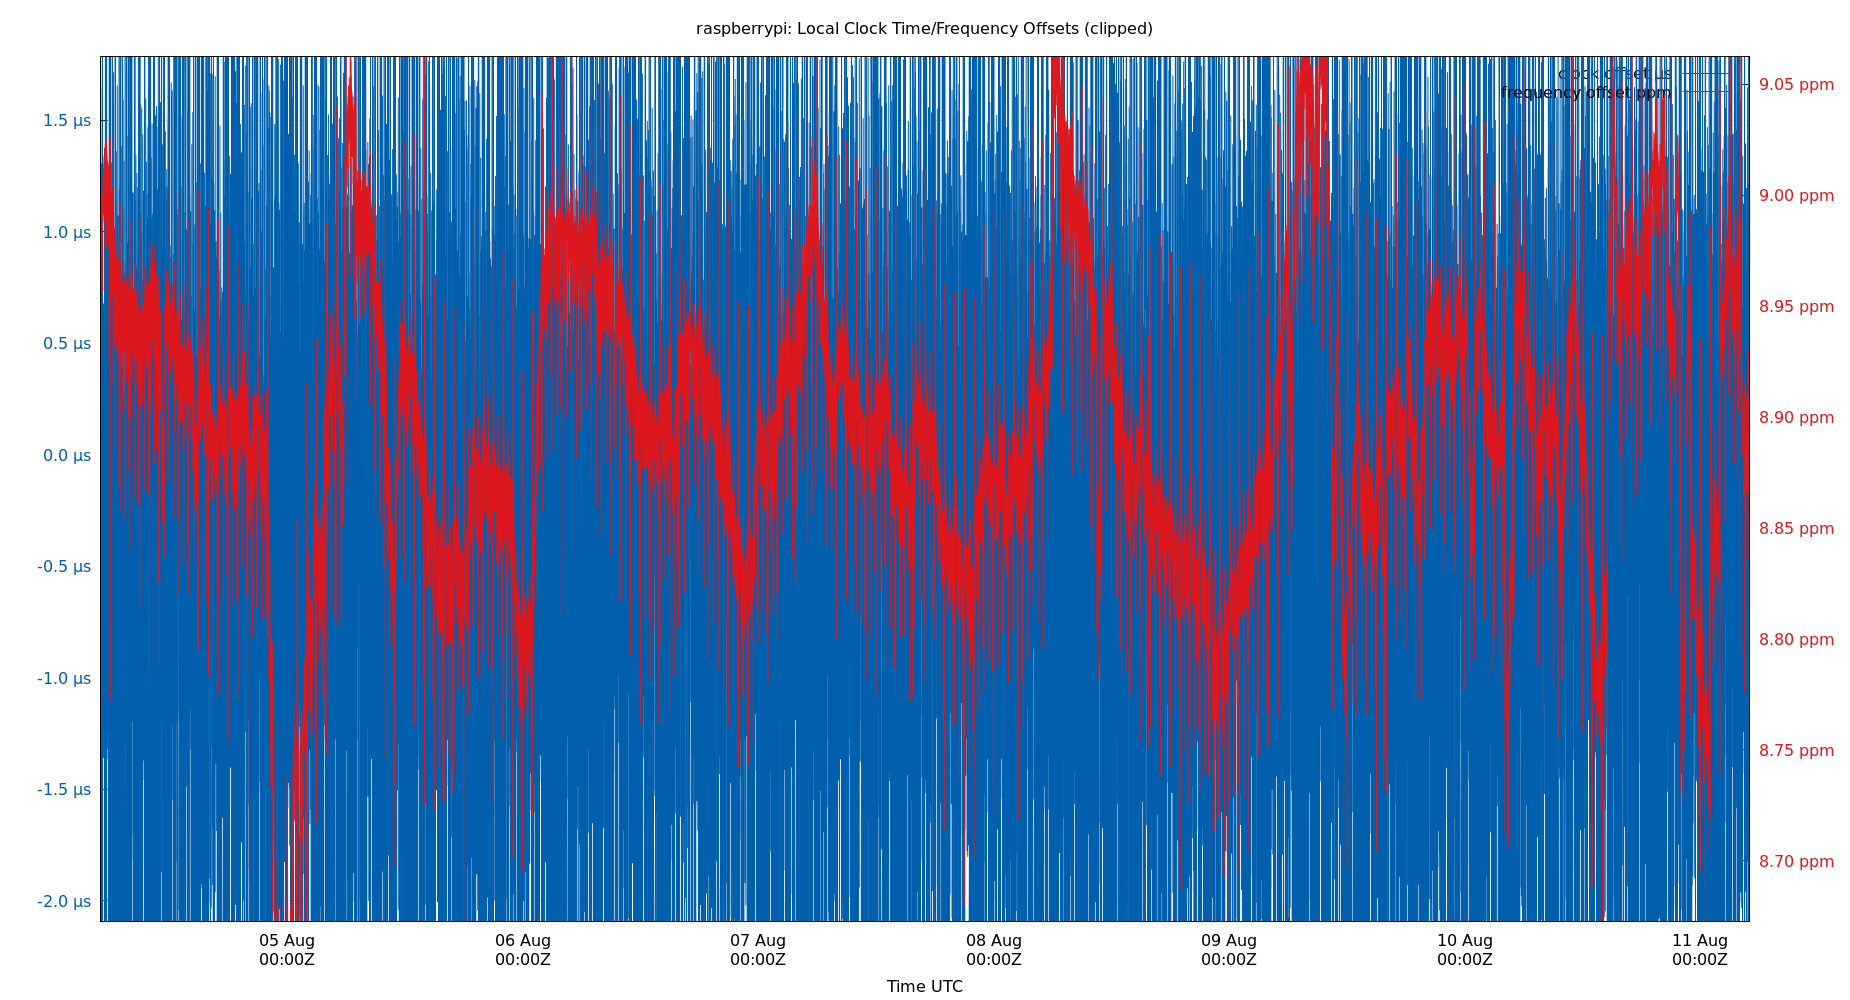 raspberrypi: Local Clock Time/Frequency Offsets (clipped)
clock offset us
frequency offset ppm
1.5 µs
1.0 µs
0.5 µs
0.0 µs
-0.5 µs
-1.0 µs
-1.5 µs
-2.0 µs
9.05 ppm
9.00 ppm
8.95 ppm
8.90 ppm
8.85 ppm
8.80 ppm
8.75 ppm
8.70 ppm
05 Aug
00:00Z
06 Aug
00:00Z
07 Aug
00:00Z
08 Aug
00:00Z
09 Aug
00:00Z
10 Aug
00:00Z
11 Aug
00:00Z
Time UTC